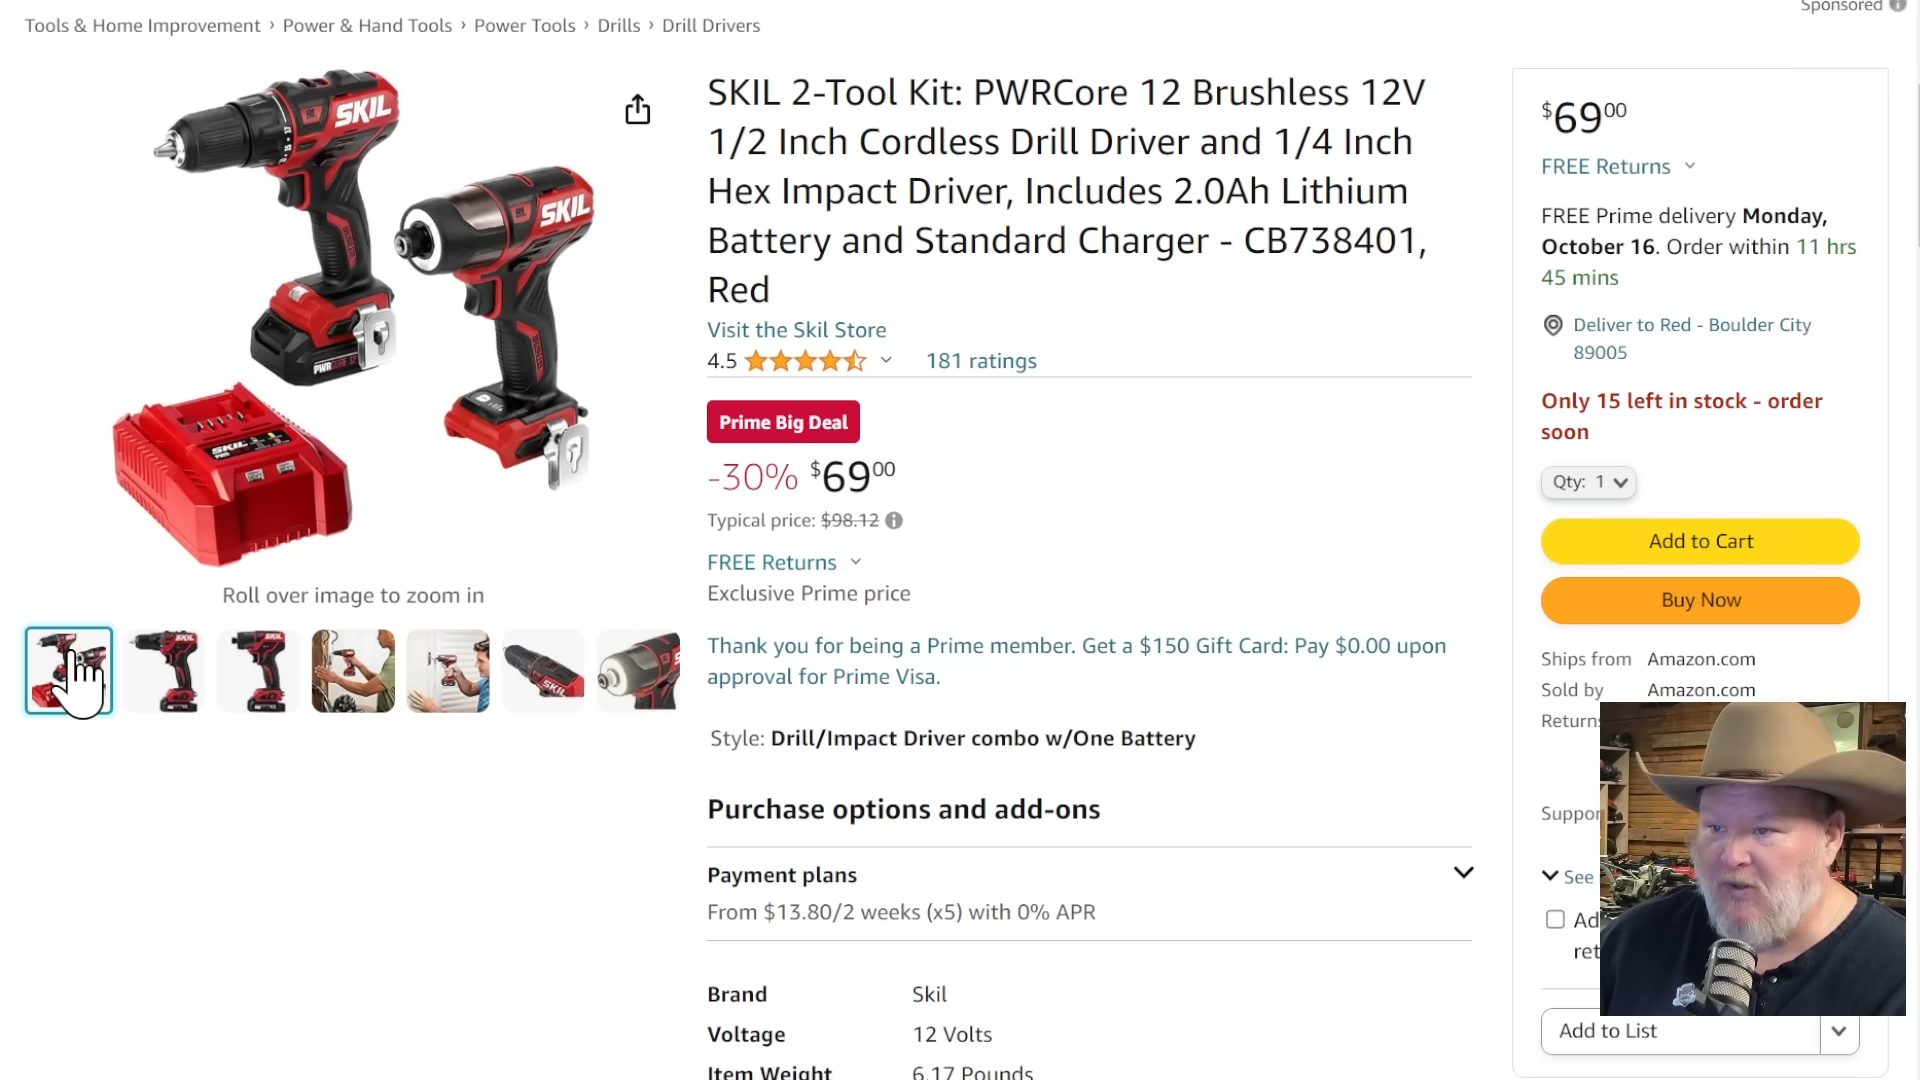 Sponsored
Tools & Home Improvement › Power & Hand Tools › Power Tools › Drills › Drill Drivers
SKIL
SKIL
PWRCORE 12
SKIL
Roll over image to zoom in
SKIL 2-Tool Kit: PWRCore 12 Brushless 12V
1/2 Inch Cordless Drill Driver and 1/4 Inch
Hex Impact Driver, Includes 2.0Ah Lithium
Battery and Standard Charger - CB738401,
Red
Visit the Skil Store
4.5 181 ratings
Prime Big Deal
-30% $6900
Typical price: $98.12
FREE Returns
Exclusive Prime price
Thank you for being a Prime member. Get a $150 Gift Card: Pay $0.00 upon
approval for Prime Visa.
Style: Drill/Impact Driver combo w/One Battery
Purchase options and add-ons
Payment plans
From $13.80/2 weeks (x5) with 0% APR
Brand Skil
Voltage 12 Volts
Item Weight 6.17 Pounds
$6900
FREE Returns
FREE Prime delivery Monday,
October 16. Order within 11 hrs
45 mins
Deliver to Red - Boulder City
89005
Only 15 left in stock - order
soon
Qty: 1
Add to Cart
Buy Now
Ships from Amazon.com
Sold by Amazon.com
Return
Suppor
See
Ad
ret
Add to List